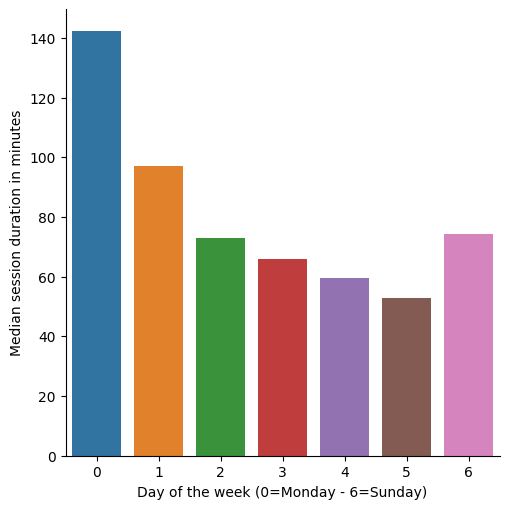 Median session duration in minutes
140
120
100
80
60
40
20
0
0 1 2 3 4 5 6
Day of the week (0=Monday - 6=Sunday)